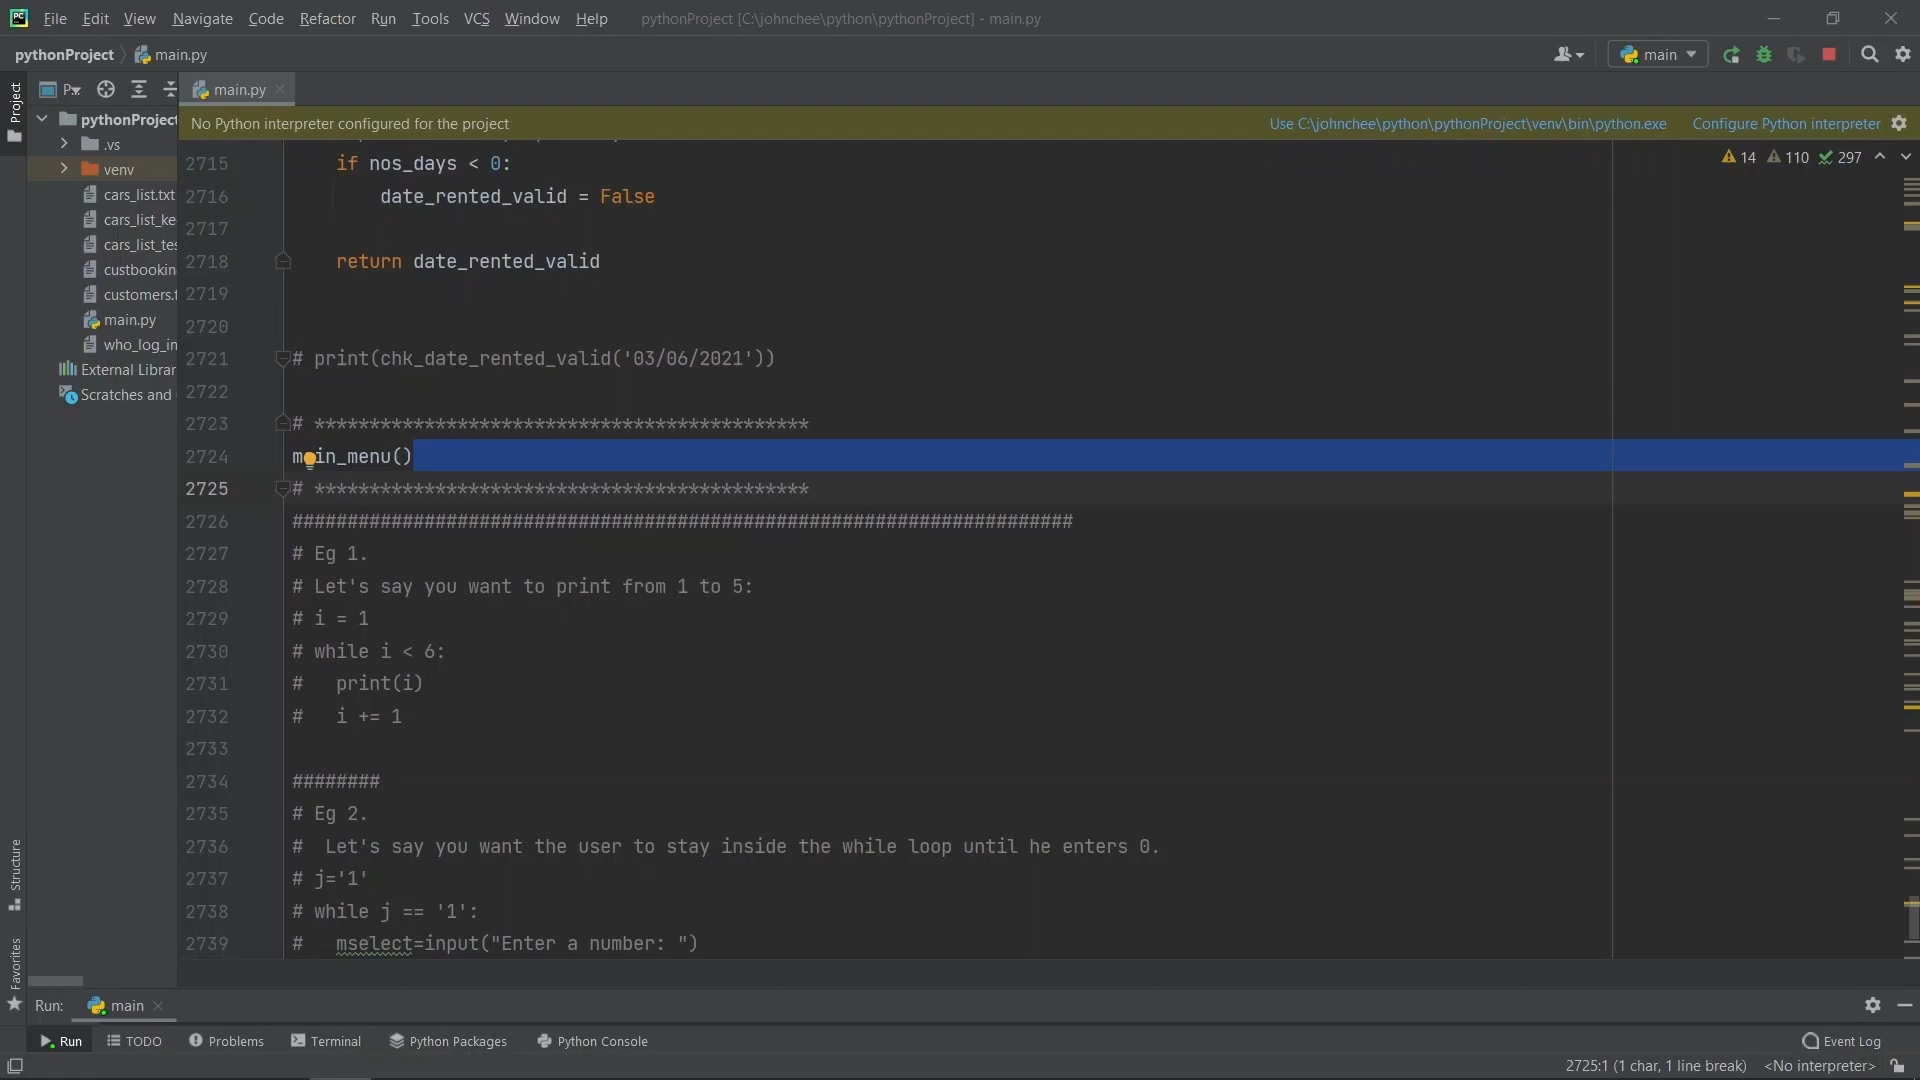 File Edit View Navigate Code Refactor Run Tools VCS Window Help pythonProject [C:\johnchee\python\pythonProject] - main.py
pythonProject main.py main
Project
P...
main.py
No Python interpreter configured for the project Use C:\johnchee\python\pythonProject\venv\bin\python.exe Configure Python interpreter
14 110 297
pythonProject
.vs
venv
cars_list.txt
cars_list_ke
cars_list_tes
custbookin
customers.t
main.py
who_log_in
External Librar
Scratches and
2715 if nos_days < 0:
2716 date_rented_valid = False
2717
2718 return date_rented_valid
2719
2720
2721 # print(chk_date_rented_valid('03/06/2021'))
2722
2723 # *********************************************
2724 main_menu()
2725 # *********************************************
2726 #######################################################################
2727 # Eg 1.
2728 # Let's say you want to print from 1 to 5:
2729 # i = 1
2730 # while i < 6:
2731 # print(i)
2732 # i += 1
2733
2734 ########
2735 # Eg 2.
2736 # Let's say you want the user to stay inside the while loop until he enters 0.
2737 # j='1'
2738 # while j == '1':
2739 # mselect=input("Enter a number: ")
Structure
Favorites
Run: main
Run TODO Problems Terminal Python Packages Python Console Event Log
2725:1 (1 char, 1 line break) <No interpreter>